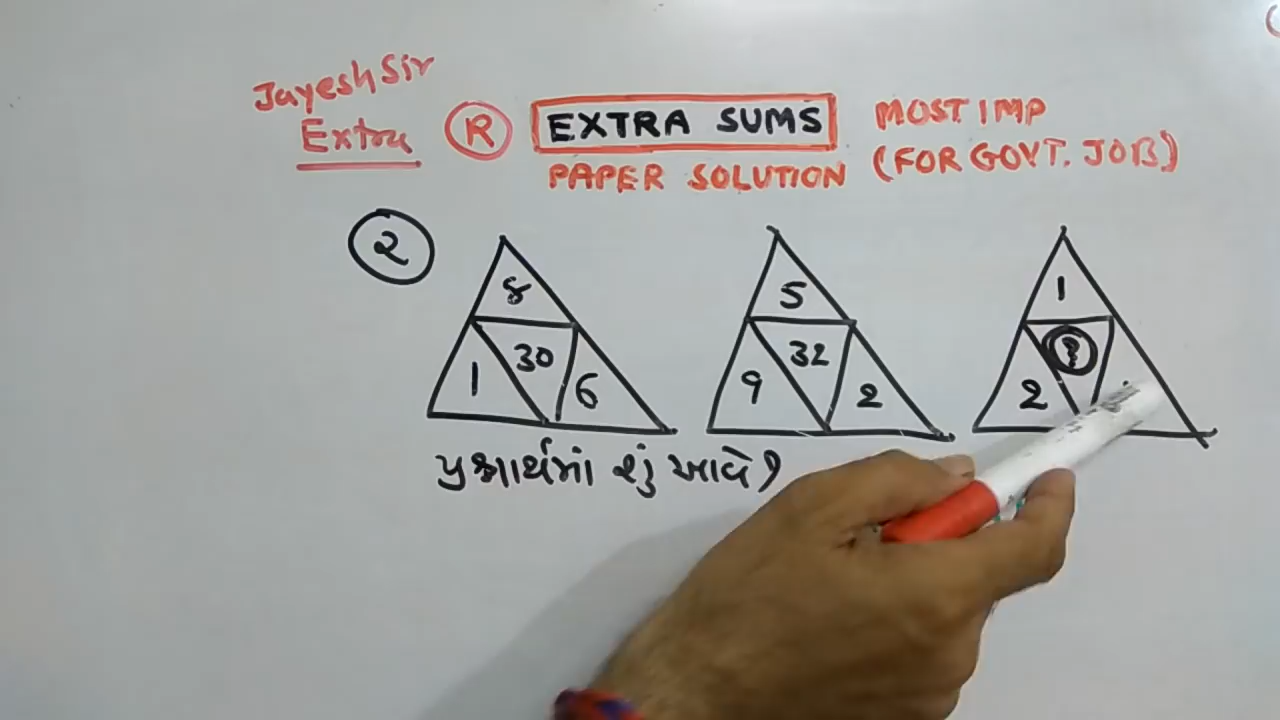 Jayesh Sir
Extra
R EXTRA SUMS MOST IMP
PAPER SOLUTION (FOR GOVT. JOB)
૨
8 5 1
30 32 ?
1 6 9 2 2
પ્રશ્નાર્થમાં શું આવે?